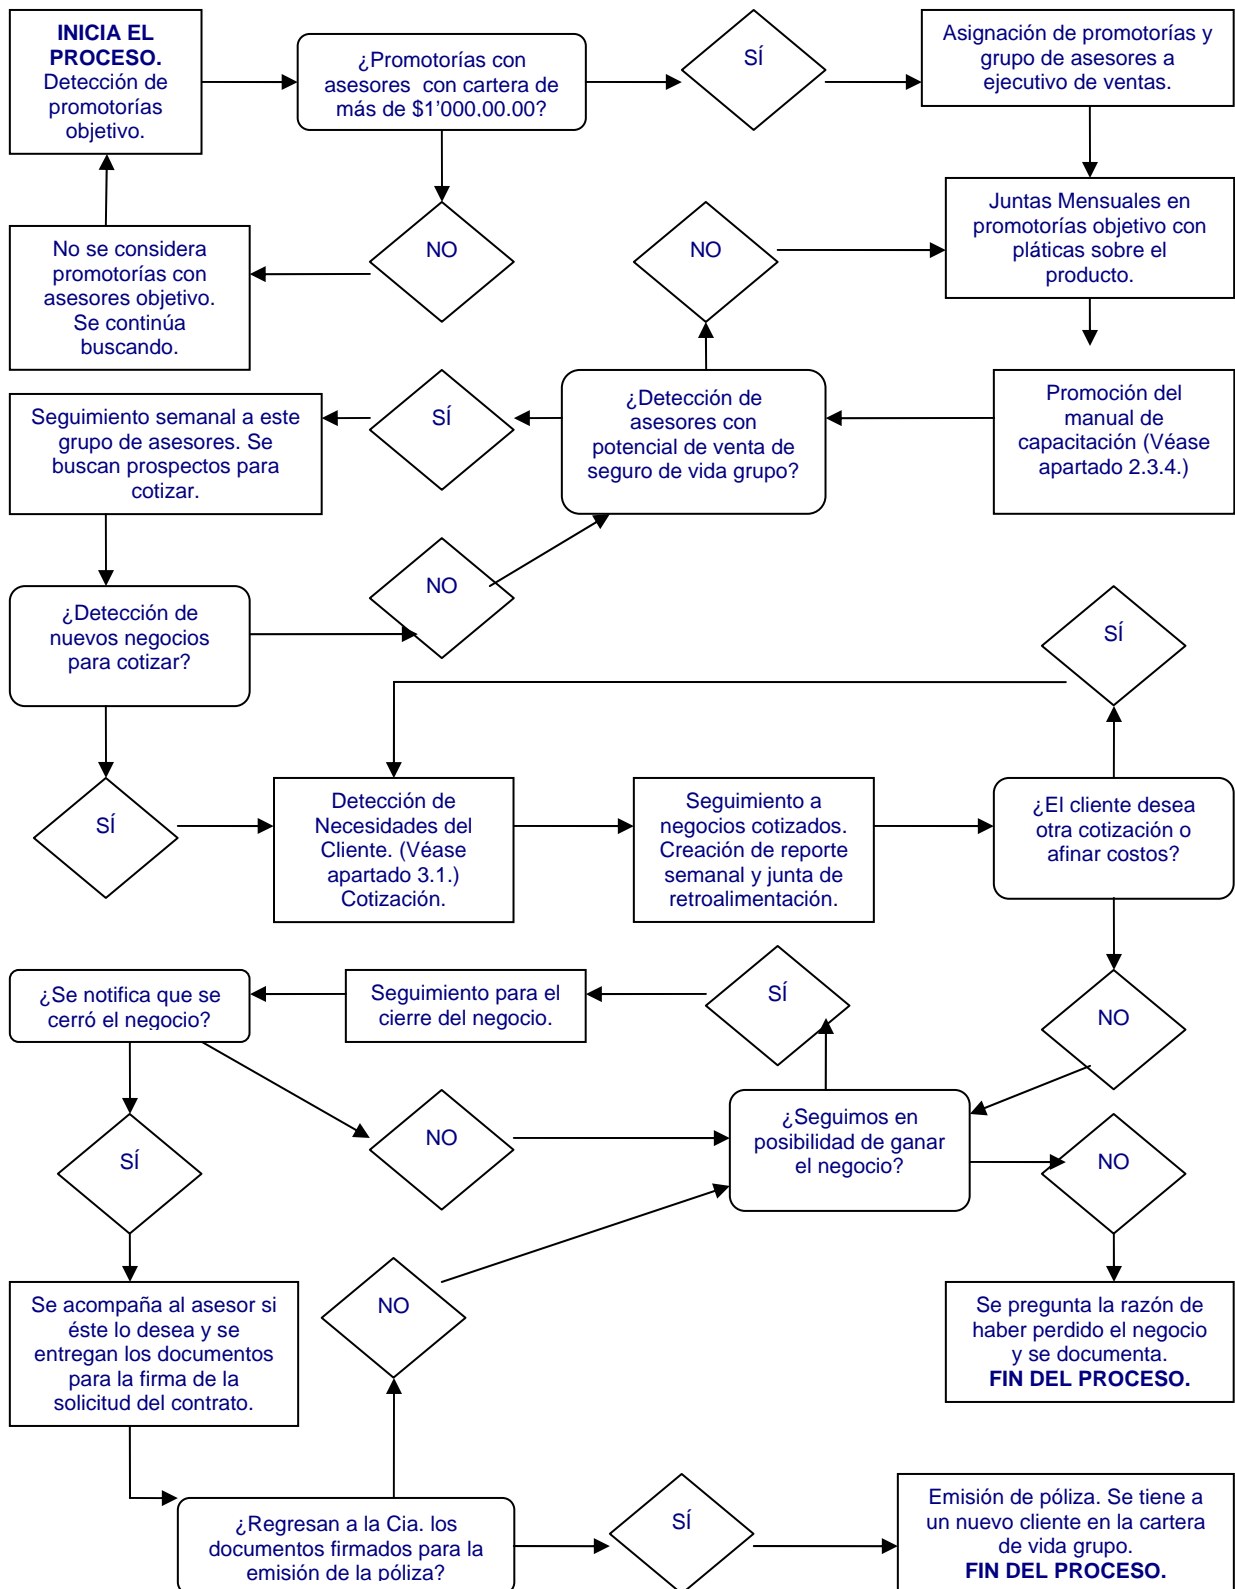 INICIA EL
PROCESO.
Detección de
promotorías
objetivo.
¿Promotorías con
asesores con cartera de
más de $1’000,00.00?
SÍ
Asignación de promotorías y
grupo de asesores a
ejecutivo de ventas.
No se considera
promotorías con
asesores objetivo.
Se continúa
buscando.
NO
NO
Juntas Mensuales en
promotorías objetivo con
pláticas sobre el
producto.
Seguimiento semanal a este
grupo de asesores. Se
buscan prospectos para
cotizar.
SÍ
¿Detección de
asesores con
potencial de venta de
seguro de vida grupo?
Promoción del
manual de
capacitación (Véase
apartado 2.3.4.)
NO
¿Detección de
nuevos negocios
para cotizar?
SÍ
SÍ
Detección de
Necesidades del
Cliente. (Véase
apartado 3.1.)
Cotización.
Seguimiento a
negocios cotizados.
Creación de reporte
semanal y junta de
retroalimentación.
¿El cliente desea
otra cotización o
afinar costos?
¿Se notifica que se
cerró el negocio?
Seguimiento para el
cierre del negocio.
SÍ
NO
SÍ
NO
¿Seguimos en
posibilidad de ganar
el negocio?
NO
Se acompaña al asesor si
éste lo desea y se
entregan los documentos
para la firma de la
solicitud del contrato.
NO
Se pregunta la razón de
haber perdido el negocio
y se documenta.
FIN DEL PROCESO.
¿Regresan a la Cia. los
documentos firmados para la
emisión de la póliza?
SÍ
Emisión de póliza. Se tiene a
un nuevo cliente en la cartera
de vida grupo.
FIN DEL PROCESO.